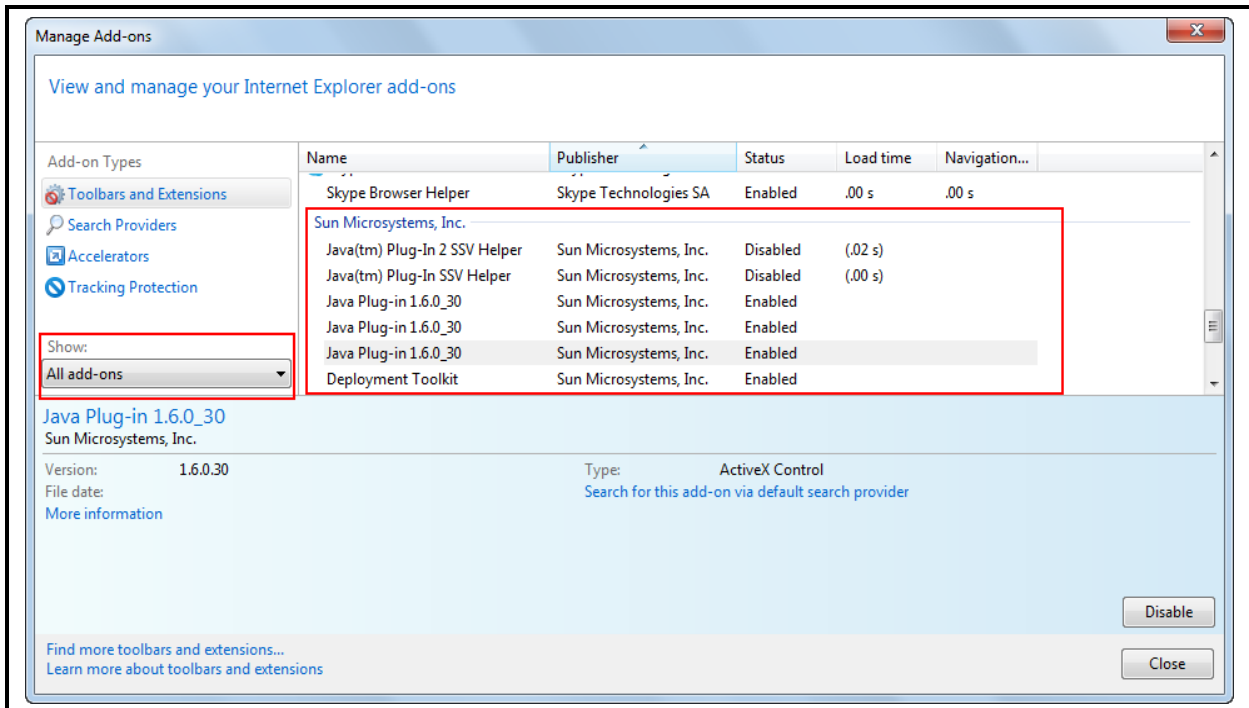 Manage Add-ons
x
View and manage your Internet Explorer add-ons
Add-on Types
Toolbars and Extensions
Search Providers
Accelerators
Tracking Protection
Show:
All add-ons
Name Publisher Status Load time Navigation...
Skype Browser Helper Skype Technologies SA Enabled .00 s .00 s
Sun Microsystems, Inc.
Java(tm) Plug-In 2 SSV Helper Sun Microsystems, Inc. Disabled (.02 s)
Java(tm) Plug-In SSV Helper Sun Microsystems, Inc. Disabled (.00 s)
Java Plug-in 1.6.0_30 Sun Microsystems, Inc. Enabled
Java Plug-in 1.6.0_30 Sun Microsystems, Inc. Enabled
Java Plug-in 1.6.0_30 Sun Microsystems, Inc. Enabled
Deployment Toolkit Sun Microsystems, Inc. Enabled
Java Plug-in 1.6.0_30
Sun Microsystems, Inc.
Version: 1.6.0.30 Type: ActiveX Control
File date: Search for this add-on via default search provider
More information
Disable
Find more toolbars and extensions...
Learn more about toolbars and extensions
Close